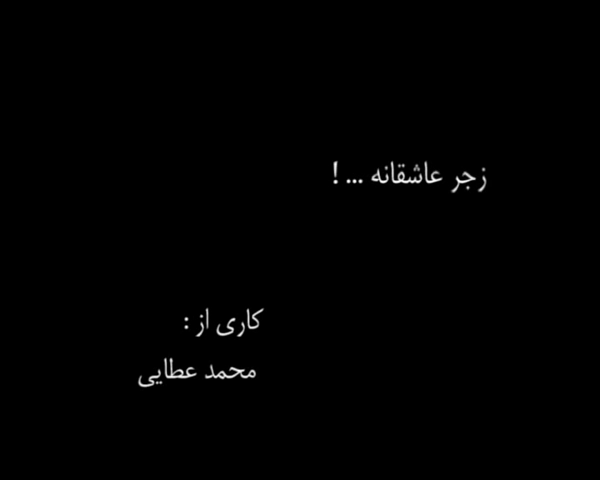 زجر عاشقانه ... !
کاری از :
محمد عطایی